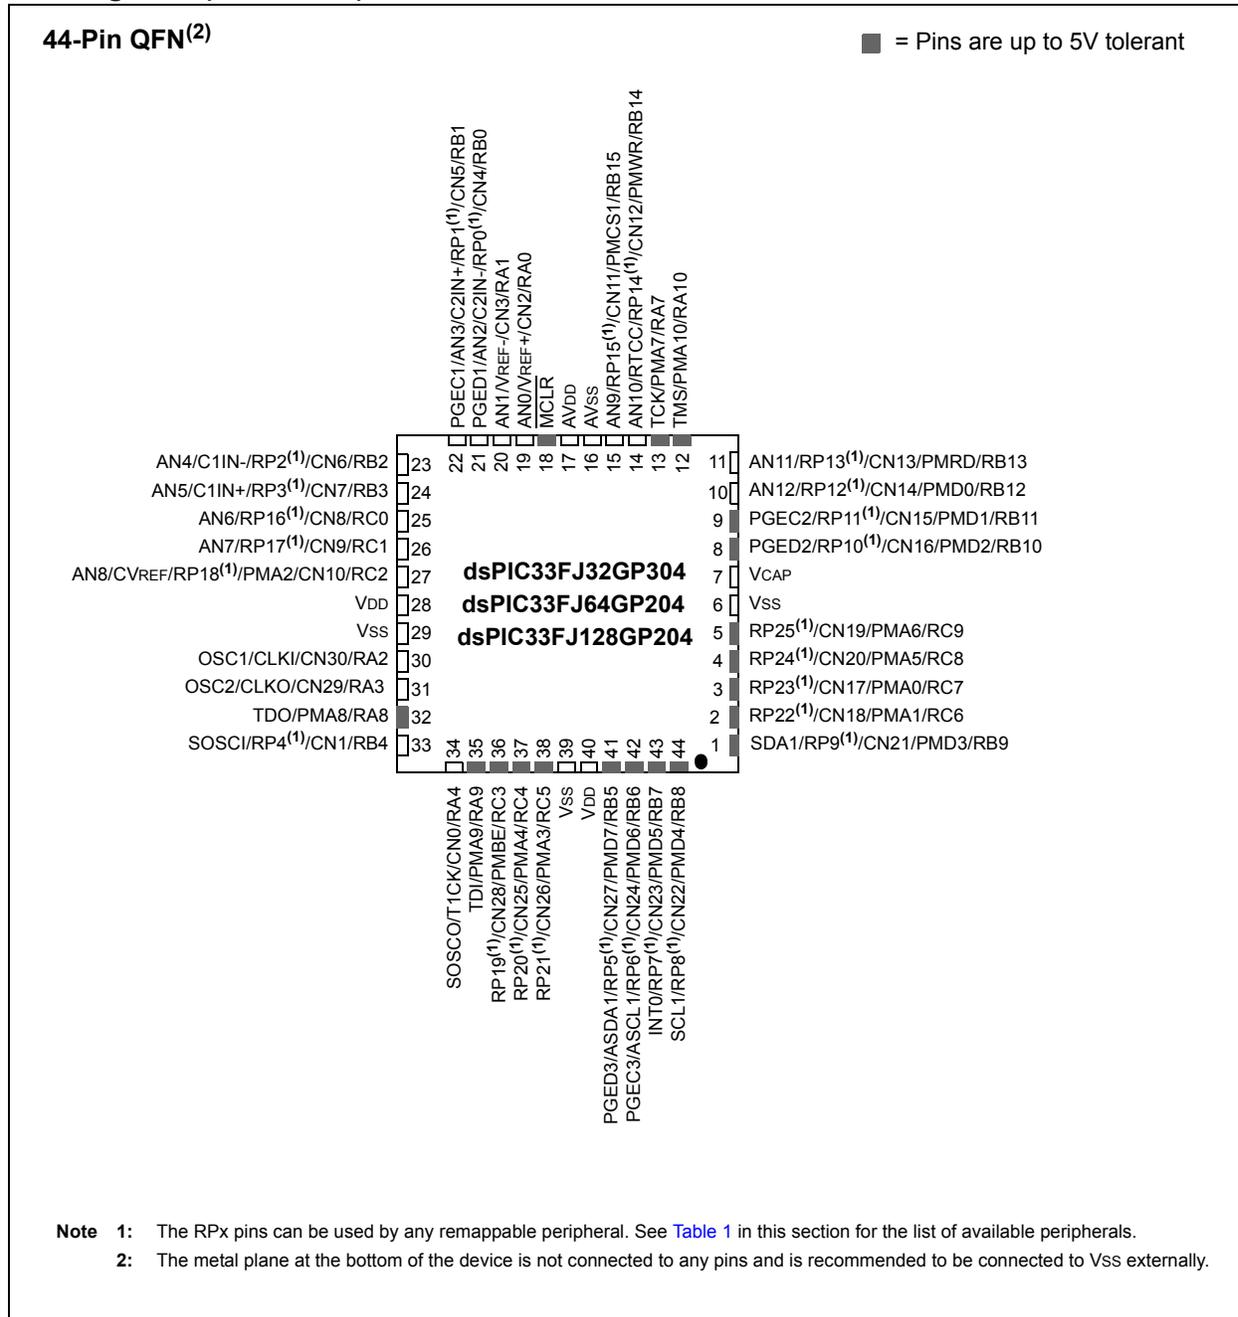 44-Pin QFN(2)
= Pins are up to 5V tolerant
PGEC1/AN3/C2IN+/RP1(1)/CN5/RB1
PGED1/AN2/C2IN-/RP0(1)/CN4/RB0
AN1/VREF-/CN3/RA1
AN0/VREF+/CN2/RA0
MCLR
AVDD
AVSS
AN9/RP15(1)/CN11/PMCS1/RB15
AN10/RTCC/RP14(1)/CN12/PMWR/RB14
TCK/PMA7/RA7
TMS/PMA10/RA10
22 21 20 19 18 17 16 15 14 13 12
AN4/C1IN-/RP2(1)/CN6/RB2 23
AN5/C1IN+/RP3(1)/CN7/RB3 24
AN6/RP16(1)/CN8/RC0 25
AN7/RP17(1)/CN9/RC1 26
AN8/CVREF/RP18(1)/PMA2/CN10/RC2 27
VDD 28
VSS 29
OSC1/CLKI/CN30/RA2 30
OSC2/CLKO/CN29/RA3 31
TDO/PMA8/RA8 32
SOSCI/RP4(1)/CN1/RB4 33
dsPIC33FJ32GP304
dsPIC33FJ64GP204
dsPIC33FJ128GP204
11 AN11/RP13(1)/CN13/PMRD/RB13
10 AN12/RP12(1)/CN14/PMD0/RB12
9 PGEC2/RP11(1)/CN15/PMD1/RB11
8 PGED2/RP10(1)/CN16/PMD2/RB10
7 VCAP
6 VSS
5 RP25(1)/CN19/PMA6/RC9
4 RP24(1)/CN20/PMA5/RC8
3 RP23(1)/CN17/PMA0/RC7
2 RP22(1)/CN18/PMA1/RC6
1 SDA1/RP9(1)/CN21/PMD3/RB9
34 35 36 37 38 39 40 41 42 43 44
SOSCO/T1CK/CN0/RA4
TDI/PMA9/RA9
RP19(1)/CN28/PMBE/RC3
RP20(1)/CN25/PMA4/RC4
RP21(1)/CN26/PMA3/RC5
VSS
VDD
PGED3/ASDA1/RP5(1)/CN27/PMD7/RB5
PGEC3/ASCL1/RP6(1)/CN24/PMD6/RB6
INT0/RP7(1)/CN23/PMD5/RB7
SCL1/RP8(1)/CN22/PMD4/RB8
Note 1: The RPx pins can be used by any remappable peripheral. See Table 1 in this section for the list of available peripherals.
2: The metal plane at the bottom of the device is not connected to any pins and is recommended to be connected to VSS externally.